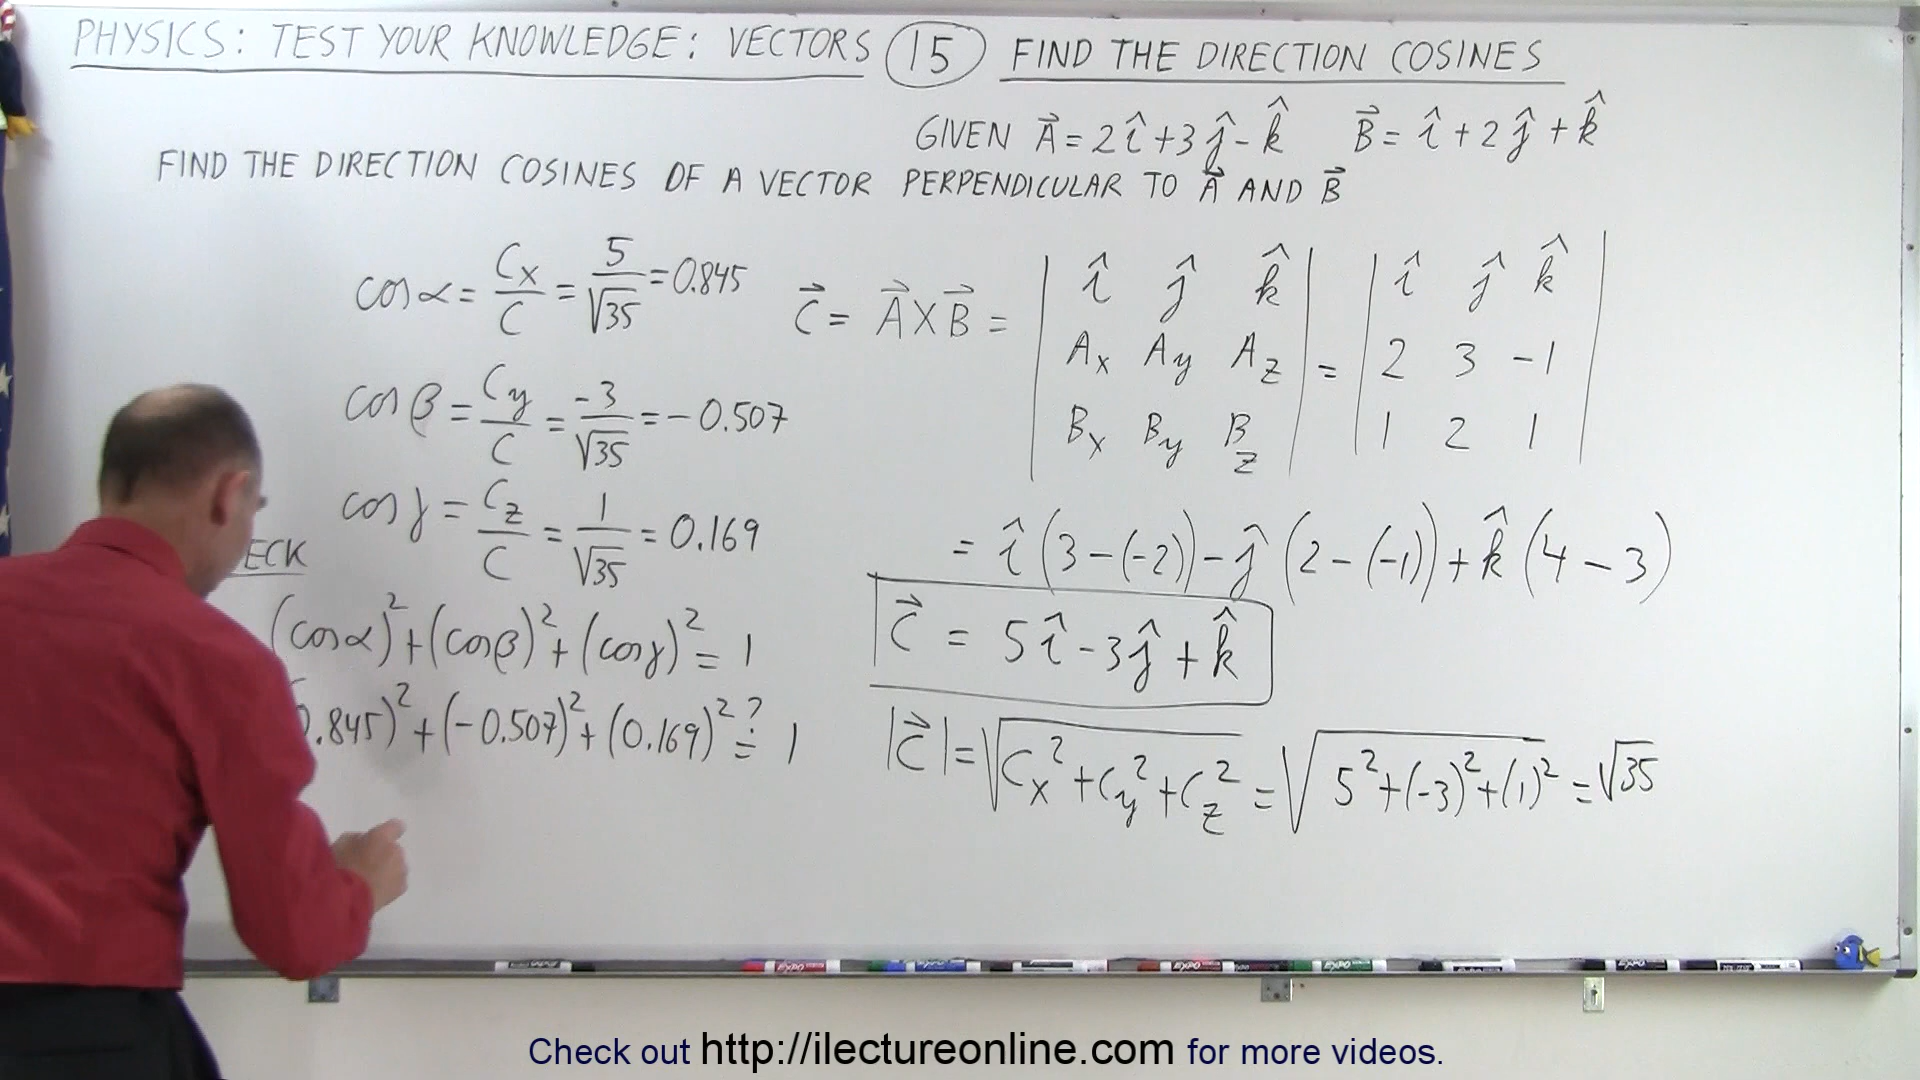 PHYSICS: TEST YOUR KNOWLEDGE: VECTORS (15) FIND THE DIRECTION COSINES
GIVEN A⃗ = 2î + 3ĵ - k̂ B⃗ = î + 2ĵ + k̂
FIND THE DIRECTION COSINES OF A VECTOR PERPENDICULAR TO A⃗ AND B⃗
cos α = Cx/C = 5/√35 = 0.845
cos β = Cy/C = -3/√35 = -0.507
cos γ = Cz/C = 1/√35 = 0.169
ECK
(cos α)² + (cos β)² + (cos γ)² = 1
.845)² + (-0.507)² + (0.169)² ≟ 1
C⃗ = A⃗ X B⃗ = | î ĵ k̂ | = | î ĵ k̂ |
| Ax Ay Az | | 2 3 -1 |
| Bx By Bz | | 1 2 1 |
= î (3 - (-2)) - ĵ (2 - (-1)) + k̂ (4 - 3)
C⃗ = 5î - 3ĵ + k̂
|C⃗| = √(Cx² + Cy² + Cz²) = √(5² + (-3)² + (1)²) = √35
Check out http://ilectureonline.com for more videos.